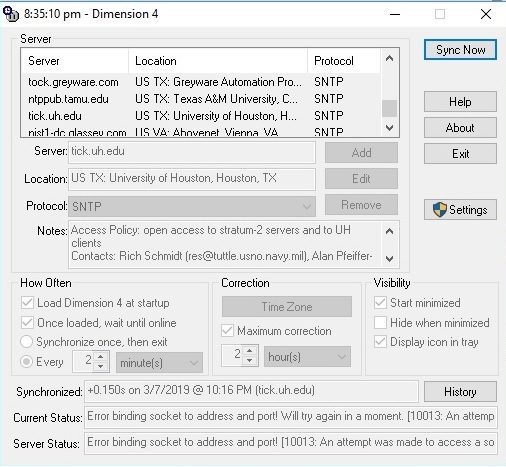 8:35:10 pm - Dimension 4
Server
Sync Now
Server Location Protocol
tock.greyware.com US TX: Greyware Automation Pro... SNTP
ntppub.tamu.edu US TX: Texas A&M University, C... SNTP
tick.uh.edu US TX: University of Houston, H... SNTP
nist1-dc.glassey.com US VA: Abovenet, Vienna, VA SNTP
Help
About
Exit
Server: tick.uh.edu Add
Location: US TX: University of Houston, Houston, TX Edit
Protocol: SNTP Remove
Settings
Notes: Access Policy: open access to stratum-2 servers and to UH
clients
Contacts: Rich Schmidt (res@tuttle.usno.navy.mil), Alan Pfeiffer-
How Often
Load Dimension 4 at startup
Once loaded, wait until online
Synchronize once, then exit
Every 2 minute(s)
Correction
Time Zone
Maximum correction
2 hour(s)
Visibility
Start minimized
Hide when minimized
Display icon in tray
Synchronized: +0.150s on 3/7/2019 @ 10:16 PM (tick.uh.edu) History
Current Status: Error binding socket to address and port! Will try again in a moment. [10013: An attemp
Server Status: Error binding socket to address and port! [10013: An attempt was made to access a so